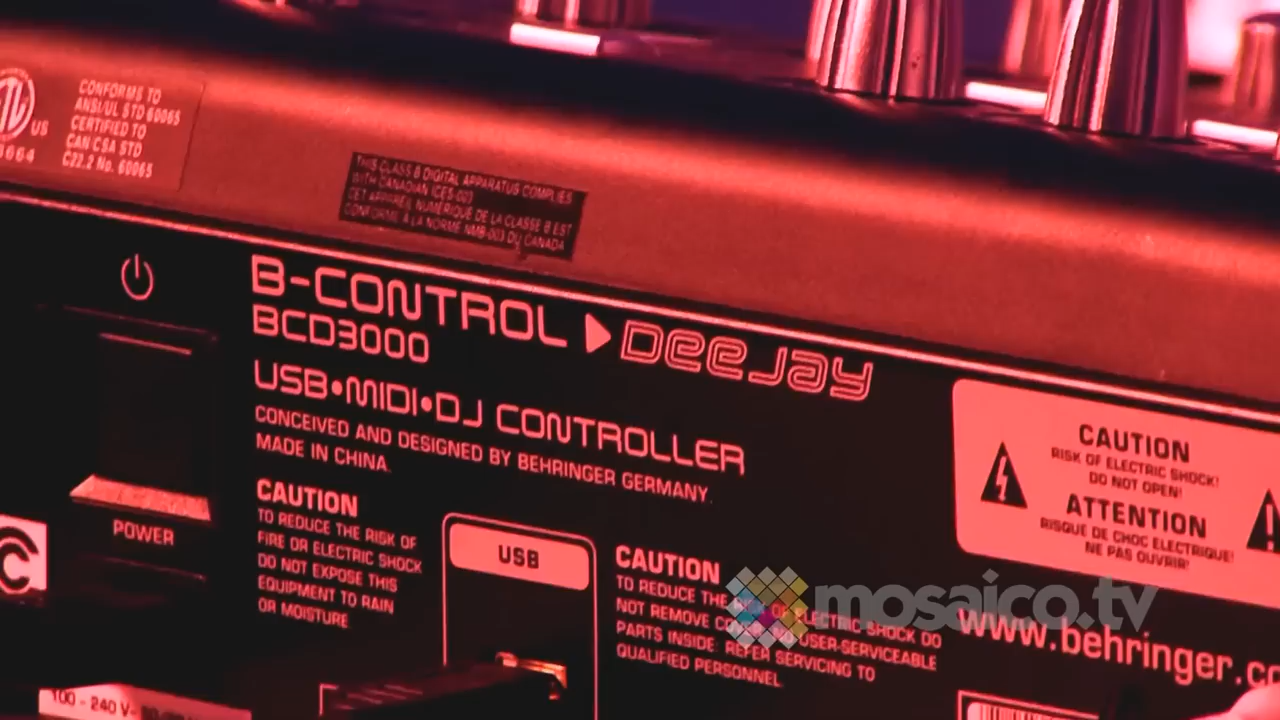 CONFORMS TO
ANSI/UL STD 60065
CERTIFIED TO
CAN CSA STD
C22.2 No. 60065
US
THIS CLASS B DIGITAL APPARATUS COMPLIES
WITH CANADIAN ICES-003
CET APPAREIL NUMÉRIQUE DE LA CLASSE B EST
CONFORME À LA NORME NMB-003 DU CANADA
B-CONTROL DEEJAY
BCD3000
USB•MIDI•DJ CONTROLLER
CONCEIVED AND DESIGNED BY BEHRINGER GERMANY.
MADE IN CHINA.
POWER
CAUTION
TO REDUCE THE RISK OF
FIRE OR ELECTRIC SHOCK
DO NOT EXPOSE THIS
EQUIPMENT TO RAIN
OR MOISTURE
USB
CAUTION
TO REDUCE THE RISK OF ELECTRIC SHOCK DO
NOT REMOVE COVER. NO USER-SERVICEABLE
PARTS INSIDE. REFER SERVICING TO
QUALIFIED PERSONNEL.
CAUTION
RISK OF ELECTRIC SHOCK!
DO NOT OPEN!
ATTENTION
RISQUE DE CHOC ELECTRIQUE!
NE PAS OUVRIR!
mosaico.tv
www.behringer.co
100 - 240 V~